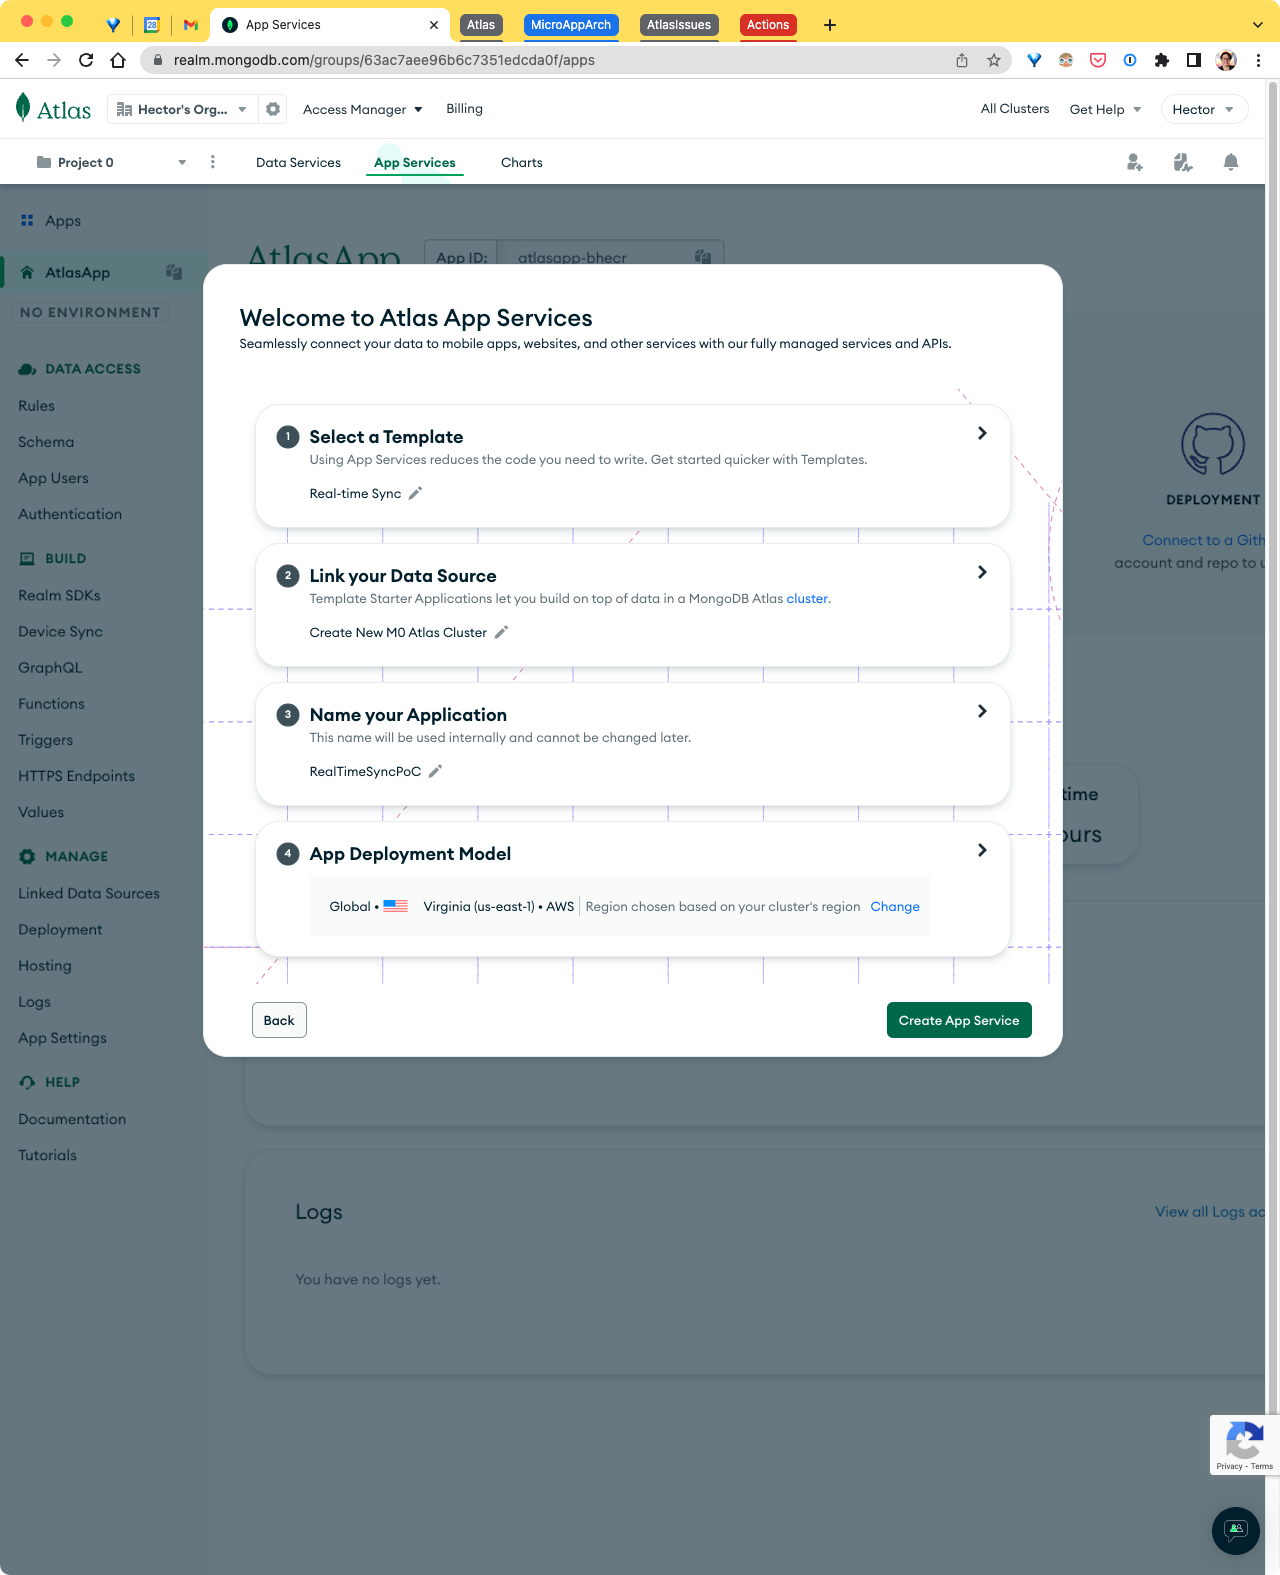 28
App Services
Atlas
MicroAppArch
AtlasIssues
Actions
realm.mongodb.com/groups/63ac7aee96b6c7351edcda0f/apps
Atlas
Hector's Org...
Access Manager
Billing
All Clusters
Get Help
Hector
Project 0
Data Services
App Services
Charts
Apps
AtlasApp
NO ENVIRONMENT
DATA ACCESS
Rules
Schema
App Users
Authentication
BUILD
Realm SDKs
Device Sync
GraphQL
Functions
Triggers
HTTPS Endpoints
Values
MANAGE
Linked Data Sources
Deployment
Hosting
Logs
App Settings
HELP
Documentation
Tutorials
AtlasApp
App ID:
atlasapp-bhecr
Welcome to Atlas App Services
Seamlessly connect your data to mobile apps, websites, and other services with our fully managed services and APIs.
1 Select a Template
Using App Services reduces the code you need to write. Get started quicker with Templates.
Real-time Sync
2 Link your Data Source
Template Starter Applications let you build on top of data in a MongoDB Atlas cluster.
Create New M0 Atlas Cluster
3 Name your Application
This name will be used internally and cannot be changed later.
RealTimeSyncPoC
4 App Deployment Model
Global • Virginia (us-east-1) • AWS Region chosen based on your cluster's region Change
Back
Create App Service
DEPLOYMENT
Connect to a Gith
account and repo to u
time
ours
Logs
View all Logs ac
You have no logs yet.
Privacy - Terms